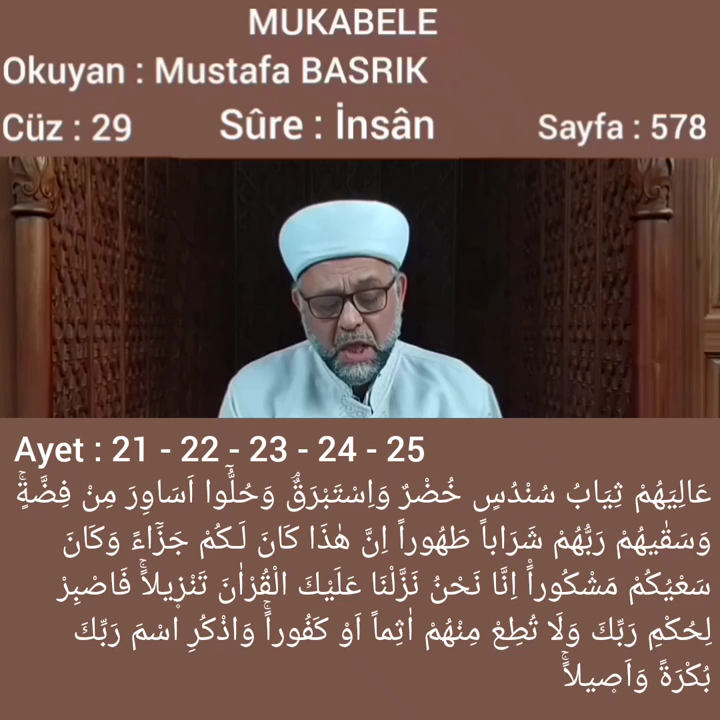 MUKABELE
Okuyan : Mustafa BASRIK
Cüz : 29 Sûre : İnsân Sayfa : 578
Ayet : 21 - 22 - 23 - 24 - 25
عَالِيَهُمْ ثِيَابُ سُنْدُسٍ خُضْرٌ وَاِسْتَبْرَقٌۘ وَحُلُّٓوا اَسَاوِرَ مِنْ فِضَّةٍۚ
وَسَقٰيهُمْ رَبُّهُمْ شَرَاباً طَهُوراً اِنَّ هٰذَا كَانَ لَكُمْ جَزَٓاءً وَكَانَ
سَعْيُكُمْ مَشْكُوراًۚ اِنَّا نَحْنُ نَزَّلْنَا عَلَيْكَ الْقُرْاٰنَ تَنْزٖيلاًۚ فَاصْبِرْ
لِحُكْمِ رَبِّكَ وَلَا تُطِعْ مِنْهُمْ اٰثِماً اَوْ كَفُوراًۚ وَاذْكُرِ اسْمَ رَبِّكَ
بُكْرَةً وَاَصٖيلاًۚ